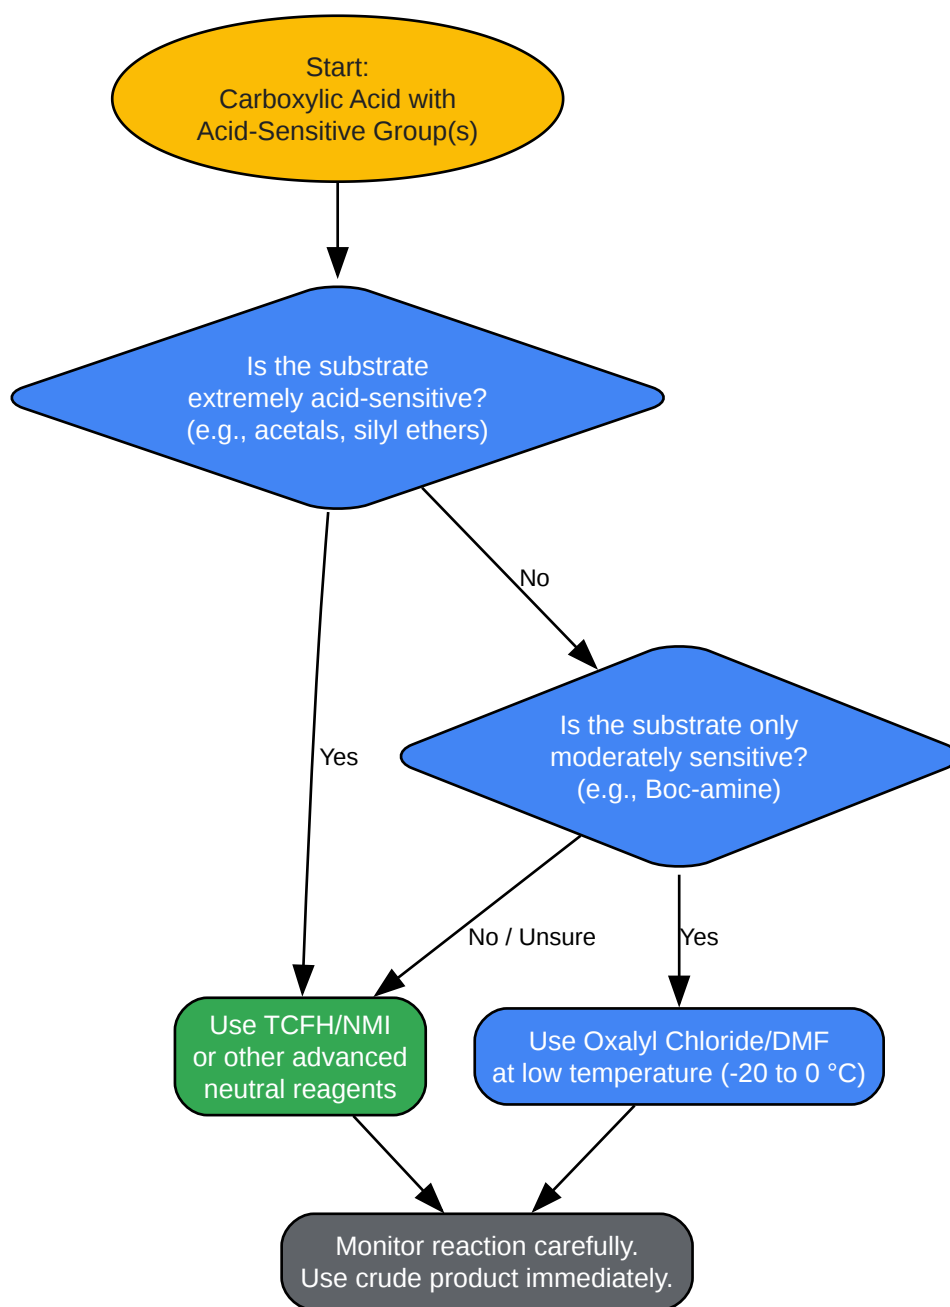 Start:
Carboxylic Acid with
Acid-Sensitive Group(s)
Is the substrate
extremely acid-sensitive?
(e.g., acetals, silyl ethers)
No
Is the substrate only
moderately sensitive?
(e.g., Boc-amine)
Yes
No / Unsure
Yes
Use TCFH/NMI
or other advanced
neutral reagents
Use Oxalyl Chloride/DMF
at low temperature (-20 to 0 °C)
Monitor reaction carefully.
Use crude product immediately.